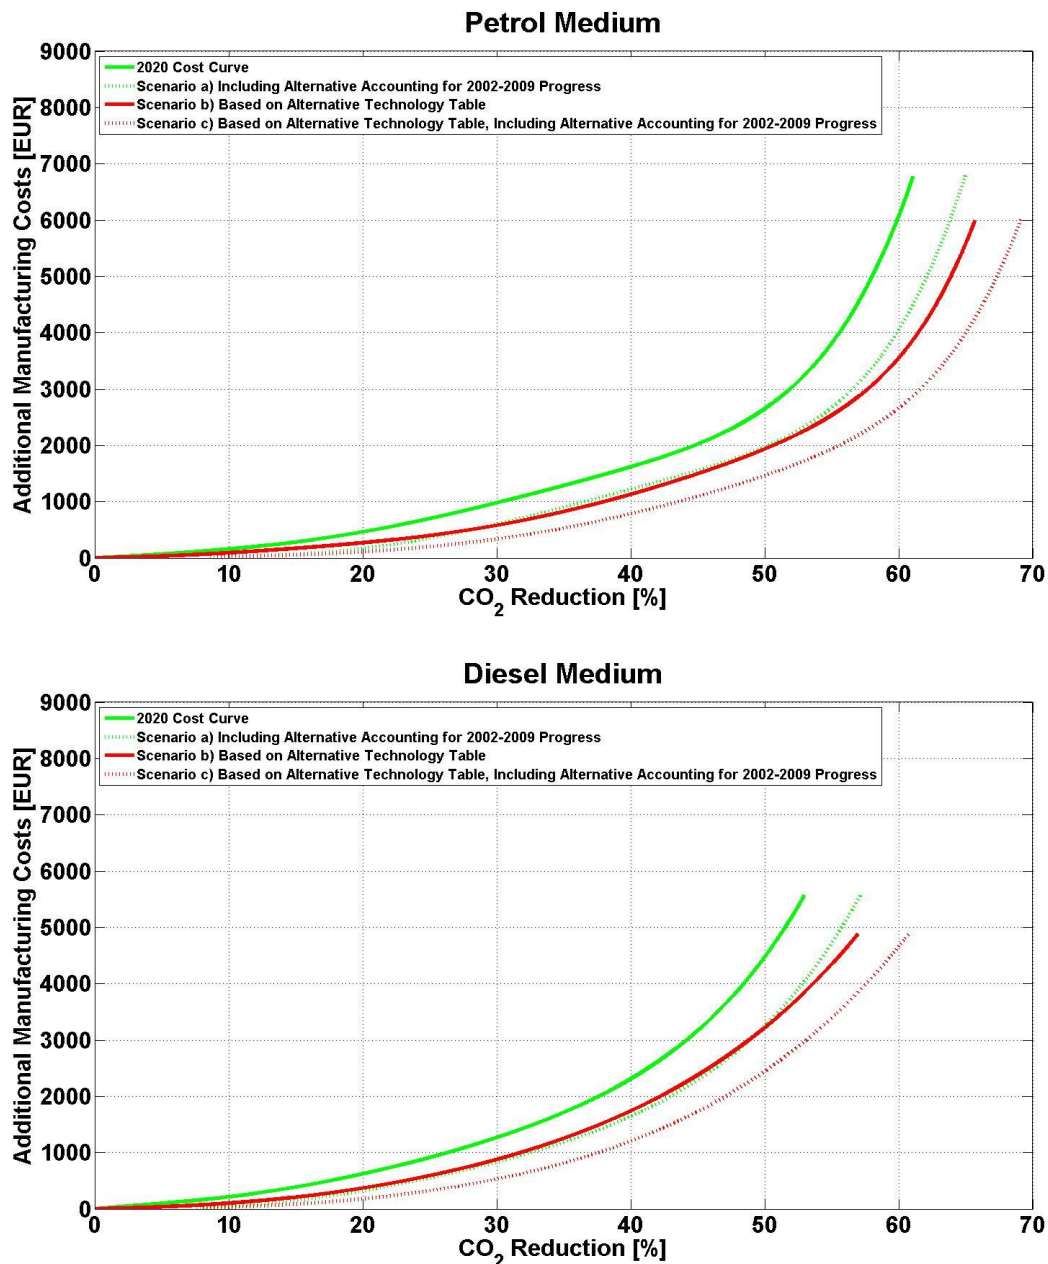 Petrol Medium
9000
8000
7000
6000
5000
4000
3000
2000
1000
0
Additional Manufacturing Costs [EUR]
2020 Cost Curve
Scenario a) Including Alternative Accounting for 2002-2009 Progress
Scenario b) Based on Alternative Technology Table
Scenario c) Based on Alternative Technology Table, Including Alternative Accounting for 2002-2009 Progress
0 10 20 30 40 50 60 70
CO2 Reduction [%]
Diesel Medium
9000
8000
7000
6000
5000
4000
3000
2000
1000
0
Additional Manufacturing Costs [EUR]
2020 Cost Curve
Scenario a) Including Alternative Accounting for 2002-2009 Progress
Scenario b) Based on Alternative Technology Table
Scenario c) Based on Alternative Technology Table, Including Alternative Accounting for 2002-2009 Progress
0 10 20 30 40 50 60 70
CO2 Reduction [%]